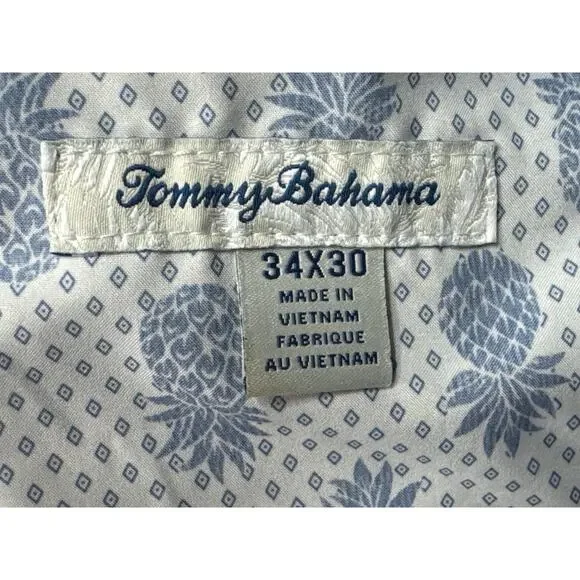 Tommy Bahama
34X30
MADE IN
VIETNAM
FABRIQUE
AU VIETNAM